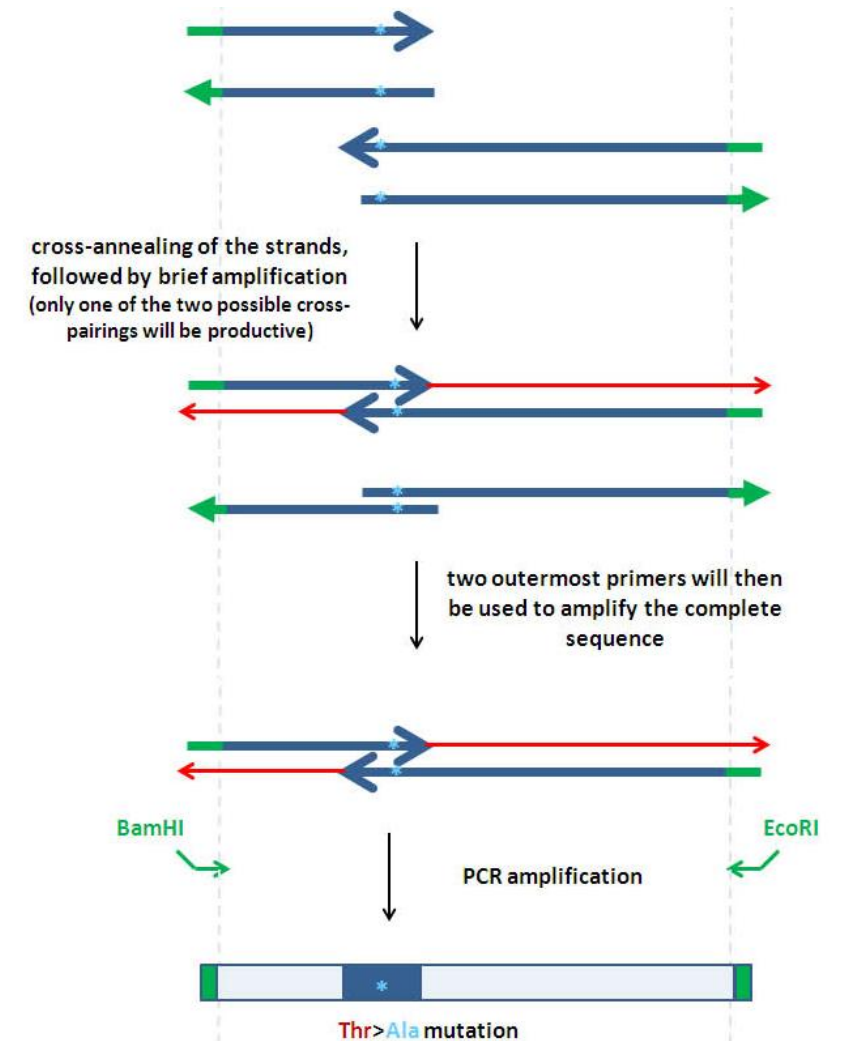 cross-annealing of the strands,
followed by brief amplification
(only one of the two possible cross-
pairings will be productive)
two outermost primers will then
be used to amplify the complete
sequence
BamHI
EcoRI
PCR amplification
*
Thr>Ala mutation